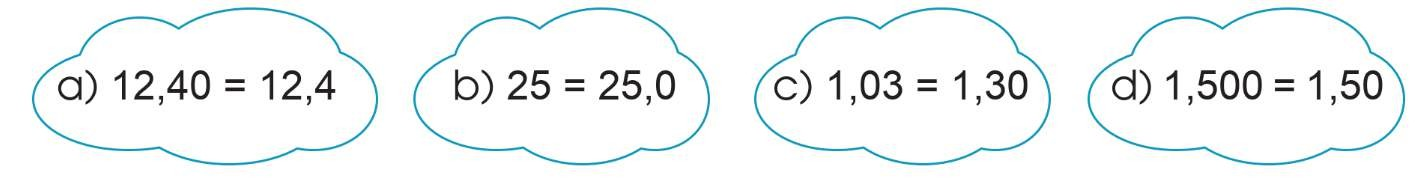 a) 12,40 = 12,4
b) 25 = 25,0
c) 1,03 = 1,30
d) 1,500 = 1,50